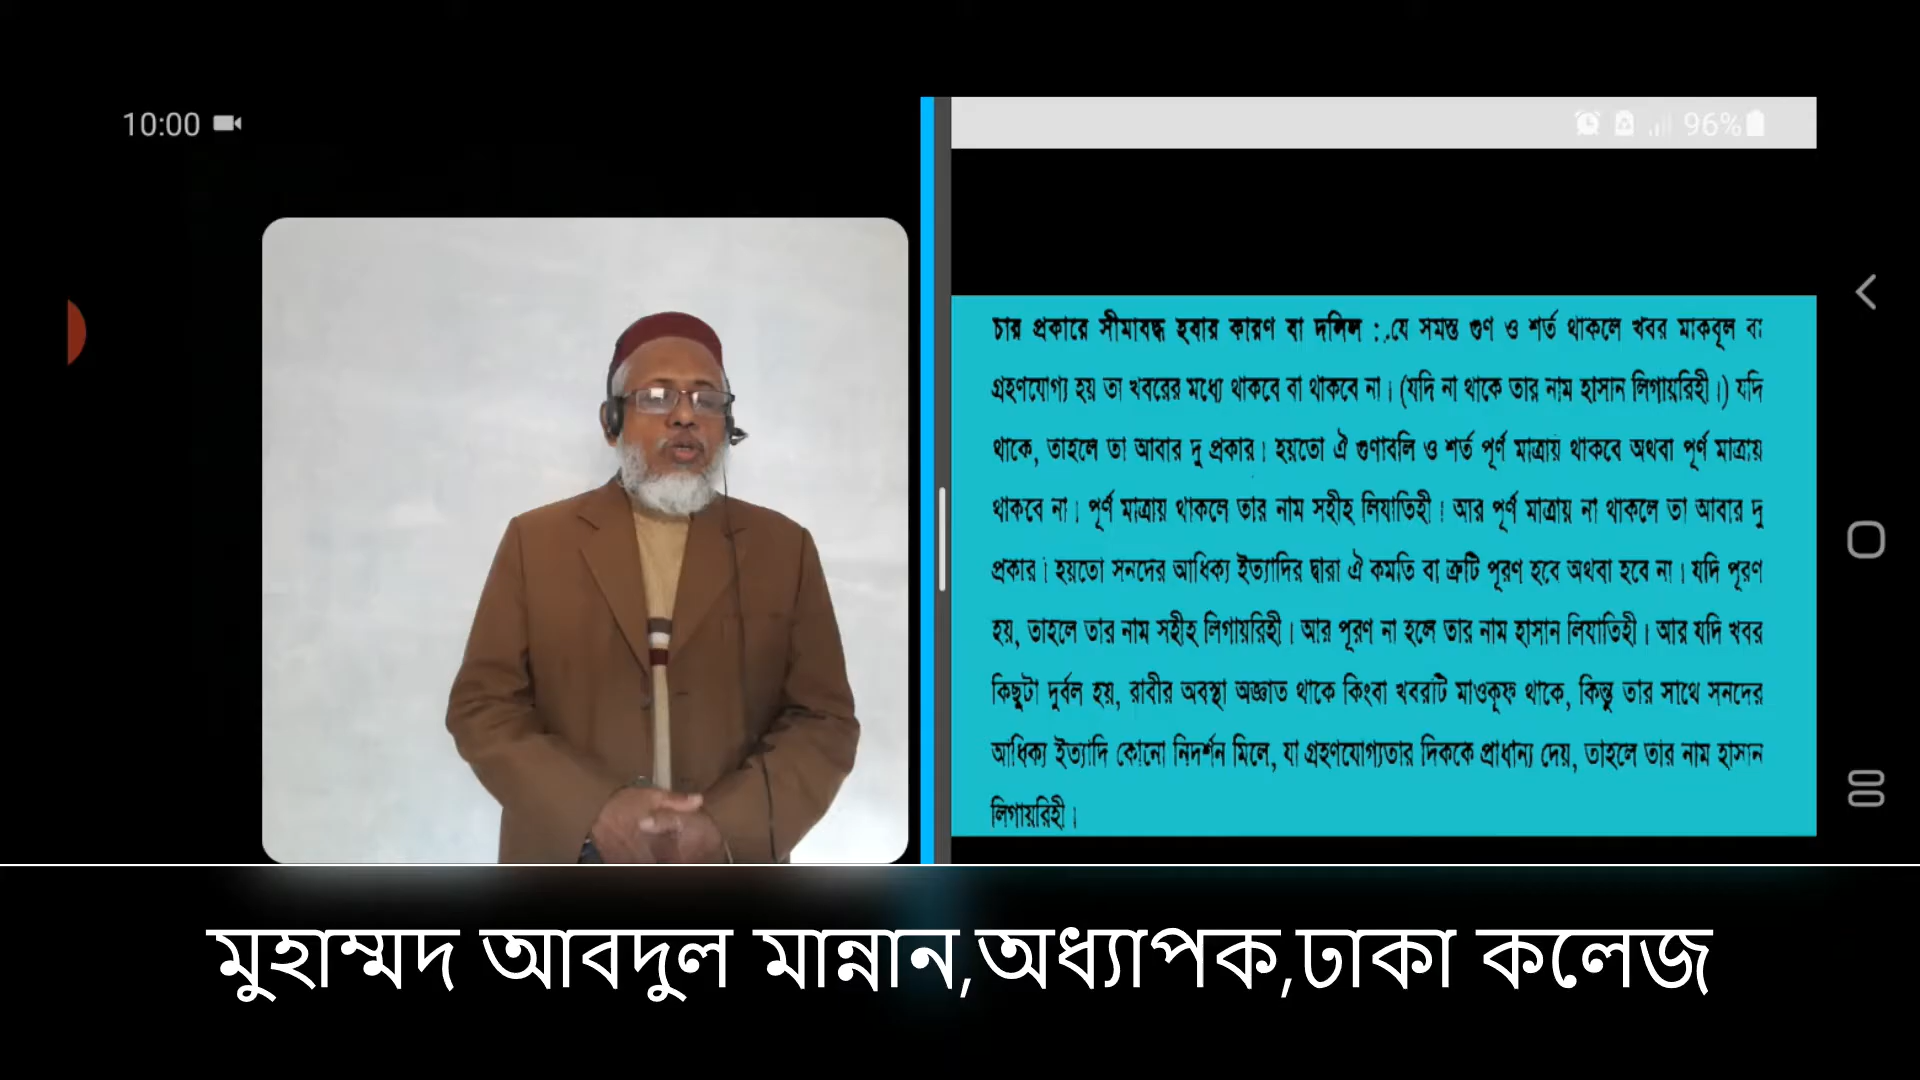 10:00
96%
চার প্রকারে সীমাবদ্ধ হবার কারণ বা দলিল : যে সমস্ত গুণ ও শর্ত থাকলে খবর মাকবূল বা
গ্রহণযোগ্য হয় তা খবরের মধ্যে থাকবে বা থাকবে না। (যদি না থাকে তার নাম হাসান লিগায়রিহী।) যদি
থাকে, তাহলে তা আবার দু প্রকার। হয়তো ঐ গুণাবলি ও শর্ত পূর্ণ মাত্রায় থাকবে অথবা পূর্ণ মাত্রায়
থাকবে না। পূর্ণ মাত্রায় থাকলে তার নাম সহীহ লিযাতিহী। আর পূর্ণ মাত্রায় না থাকলে তা আবার দু
প্রকার। হয়তো সনদের আধিক্য ইত্যাদির দ্বারা ঐ কমতি বা ত্রুটি পূরণ হবে অথবা হবে না। যদি পূরণ
হয়, তাহলে তার নাম সহীহ লিগায়রিহী। আর পূরণ না হলে তার নাম হাসান লিযাতিহী। আর যদি খবর
কিছুটা দুর্বল হয়, রাবীর অবস্থা অজ্ঞাত থাকে কিংবা খবরটি মাওকূফ থাকে, কিন্তু তার সাথে সনদের
আধিক্য ইত্যাদি কোনো নিদর্শন মিলে, যা গ্রহণযোগ্যতার দিককে প্রাধান্য দেয়, তাহলে তার নাম হাসান
লিগায়রিহী।
মুহাম্মদ আবদুল মান্নান,অধ্যাপক,ঢাকা কলেজ